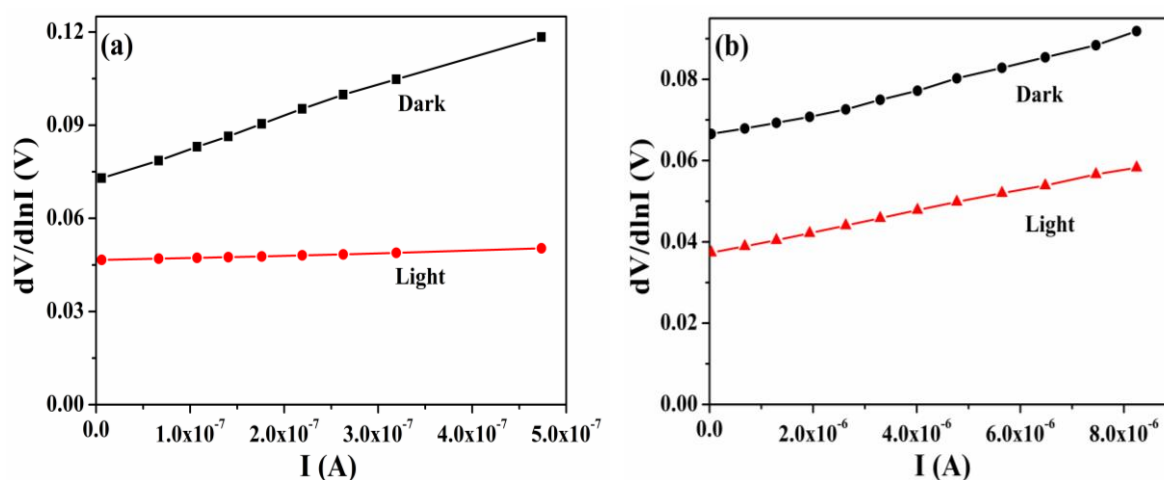 (a)
dV/dlnI (V)
0.12
0.09
0.06
0.03
0.00
Dark
Light
0.0 1.0x10⁻⁷ 2.0x10⁻⁷ 3.0x10⁻⁷ 4.0x10⁻⁷ 5.0x10⁻⁷
I (A)
(b)
dV/dlnI (V)
0.08
0.06
0.04
0.02
0.00
Dark
Light
0.0 2.0x10⁻⁶ 4.0x10⁻⁶ 6.0x10⁻⁶ 8.0x10⁻⁶
I (A)